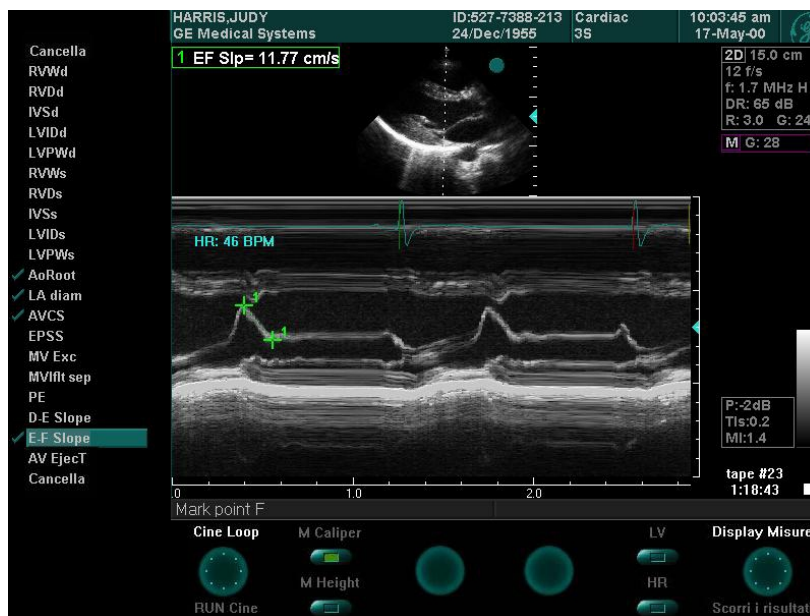 HARRIS,JUDY
ID:527-7388-213
Cardiac
10:03:45 am
GE Medical Systems
24/Dec/1955
3S
17-May-00
1 EF Slp= 11.77 cm/s
2D 15.0 cm
12 f/s
f: 1.7 MHz H
DR: 65 dB
R: 3.0 G: 24
M G: 28
Cancella
RVWd
RVDd
IVSd
LVIDd
LVPWd
RVWs
RVDs
IVSs
LVIDs
LVPWs
AoRoot
LA diam
AVCS
EPSS
MV Exc
MVlflt sep
PE
D-E Slope
E-F Slope
AV EjecT
Cancella
HR: 46 BPM
1
1
P:-2dB
TIs:0.2
MI:1.4
tape #23
1:18:43
.0
1.0
2.0
Mark point F
Cine Loop
M Caliper
LV
Display Misure
M Height
HR
RUN Cine
Scorri i risultat